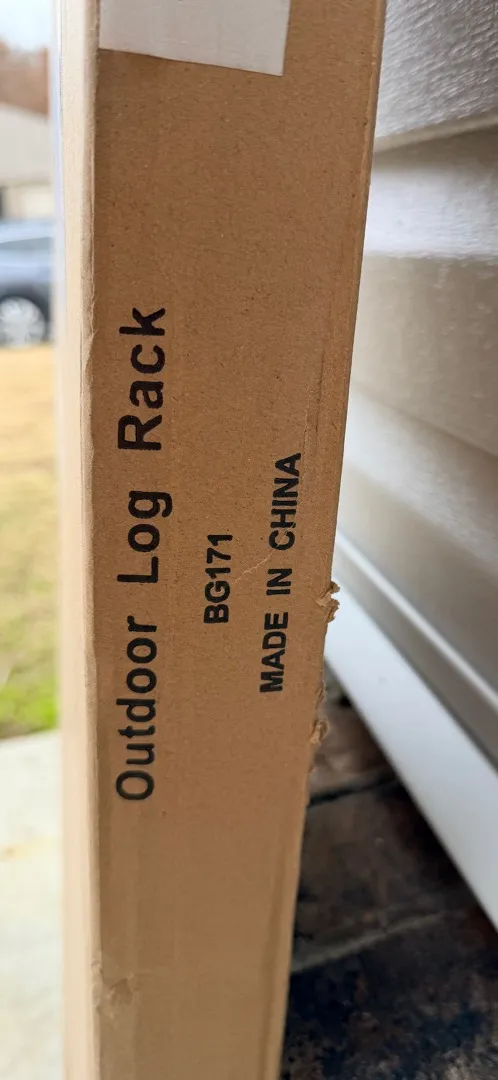 Outdoor Log Rack
BG171
MADE IN CHINA